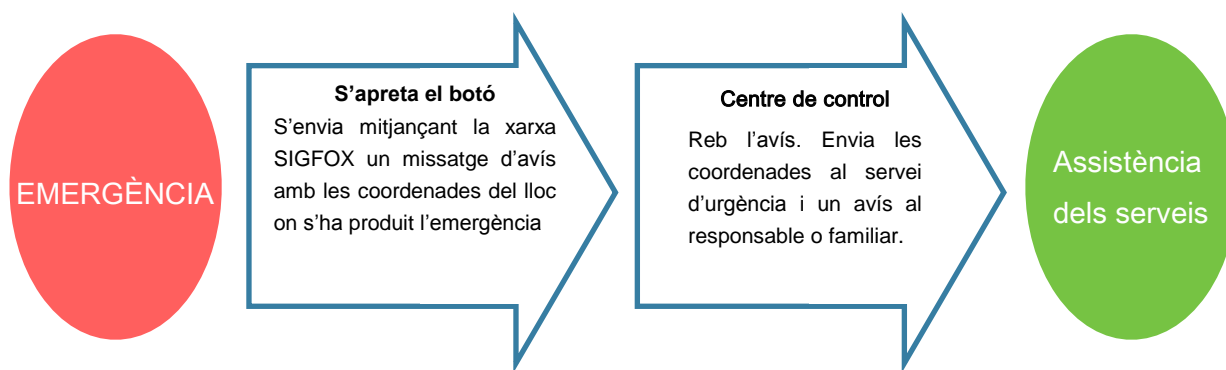 EMERGÈNCIA
S’apreta el botó
S’envia mitjançant la xarxa
SIGFOX un missatge d’avís
amb les coordenades del lloc
on s’ha produit l’emergència
Centre de control
Reb l’avís. Envia les
coordenades al servei
d’urgència i un avís al
responsable o familiar.
Assistència
dels serveis